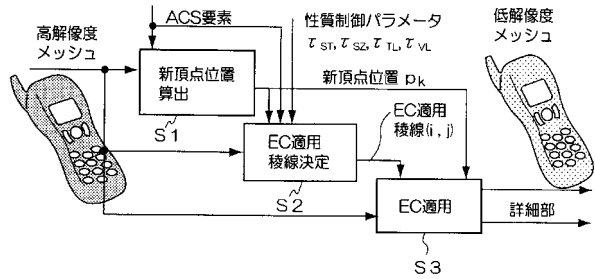 ACS要素
高解像度
メッシュ
性質制御パラメータ
τST, τSZ, τTL, τVL
低解像度
メッシュ
新頂点位置
算出
S1
新頂点位置 pk
EC適用
稜線決定
S2
EC適用
稜線(i, j)
EC適用
S3
詳細部